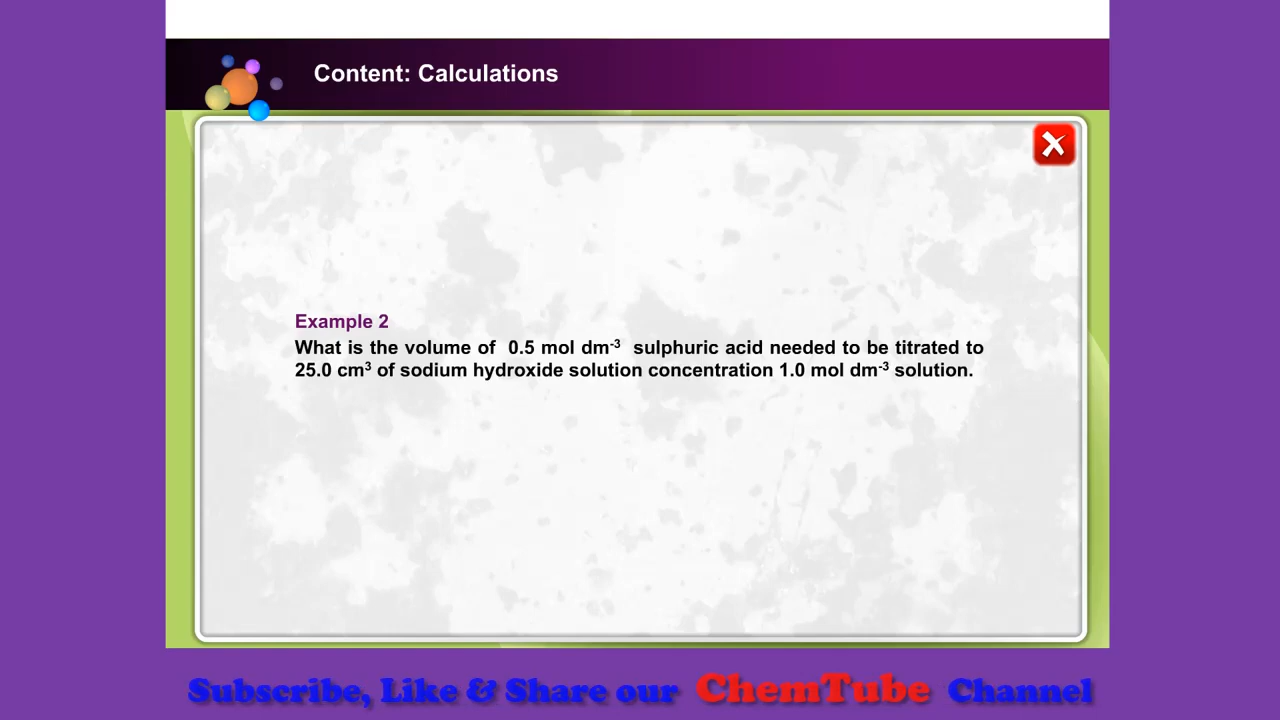 Content: Calculations
Example 2
What is the volume of 0.5 mol dm⁻³ sulphuric acid needed to be titrated to
25.0 cm³ of sodium hydroxide solution concentration 1.0 mol dm⁻³ solution.
Subscribe, Like & Share our ChemTube Channel